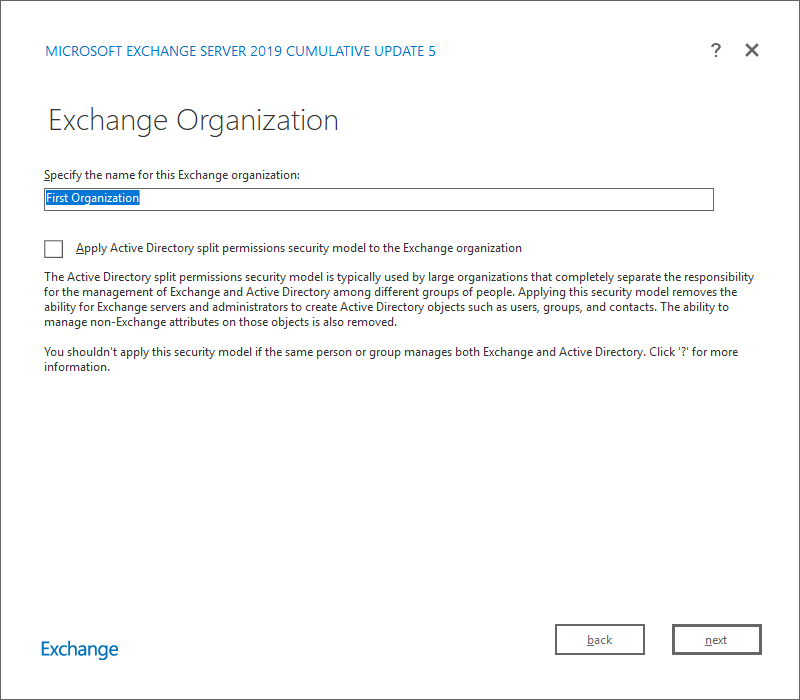 MICROSOFT EXCHANGE SERVER 2019 CUMULATIVE UPDATE 5
?
Exchange Organization
Specify the name for this Exchange organization:
First Organization
Apply Active Directory split permissions security model to the Exchange organization
The Active Directory split permissions security model is typically used by large organizations that completely separate the responsibility
for the management of Exchange and Active Directory among different groups of people. Applying this security model removes the
ability for Exchange servers and administrators to create Active Directory objects such as users, groups, and contacts. The ability to
manage non-Exchange attributes on those objects is also removed.
You shouldn't apply this security model if the same person or group manages both Exchange and Active Directory. Click '?' for more
information.
Exchange
back
next